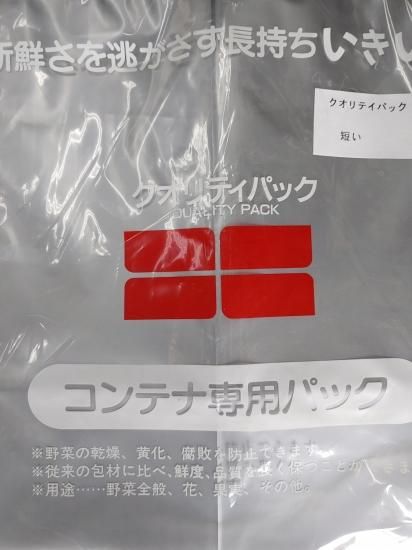 新鮮さを逃がさず長持ちいきい
クオリテイパック
短い
クオリティパック
QUALITY PACK
コンテナ専用パック
※野菜の乾燥、黄化、腐敗を防止できます。
※従来の包材に比べ、鮮度、品質を長く保つことができま
※用途……野菜全般、花、果実、その他。